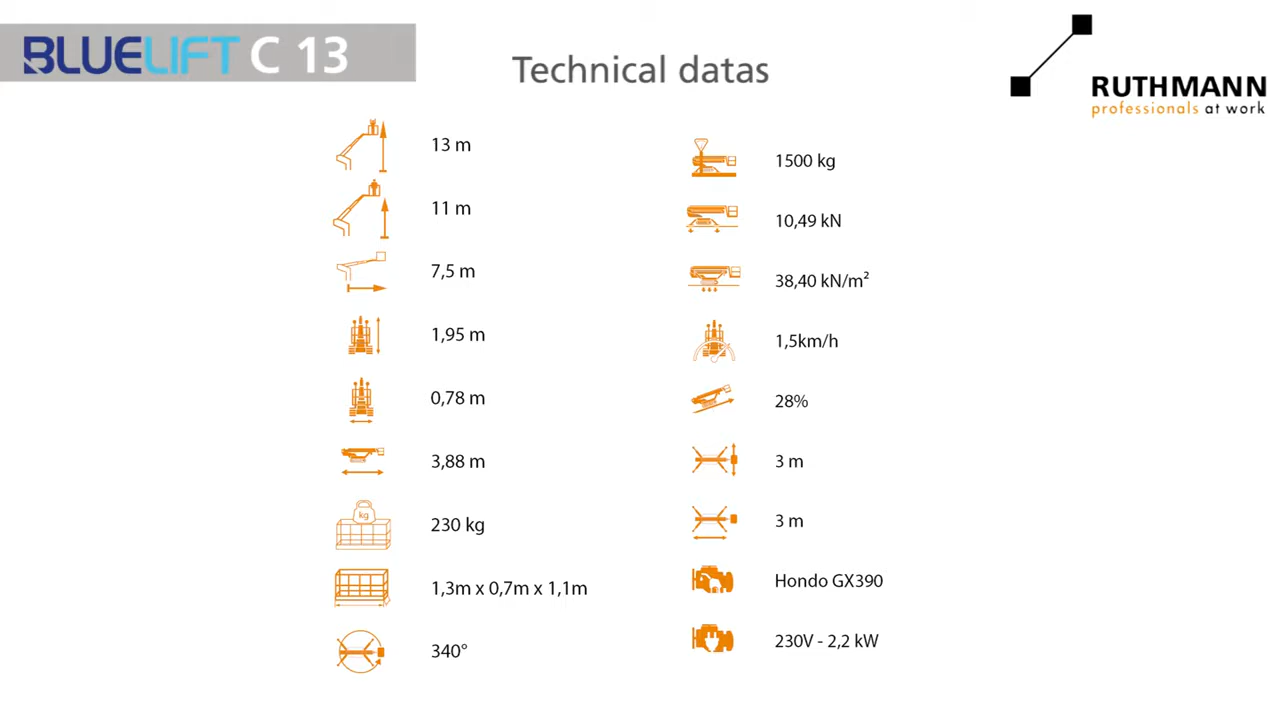 BLUELIFT C 13
Technical datas
RUTHMANN
professionals at work
13 m
11 m
7,5 m
1,95 m
0,78 m
3,88 m
kg
230 kg
1,3m x 0,7m x 1,1m
340°
1500 kg
10,49 kN
38,40 kN/m²
1,5km/h
28%
3 m
3 m
Hondo GX390
230V - 2,2 kW